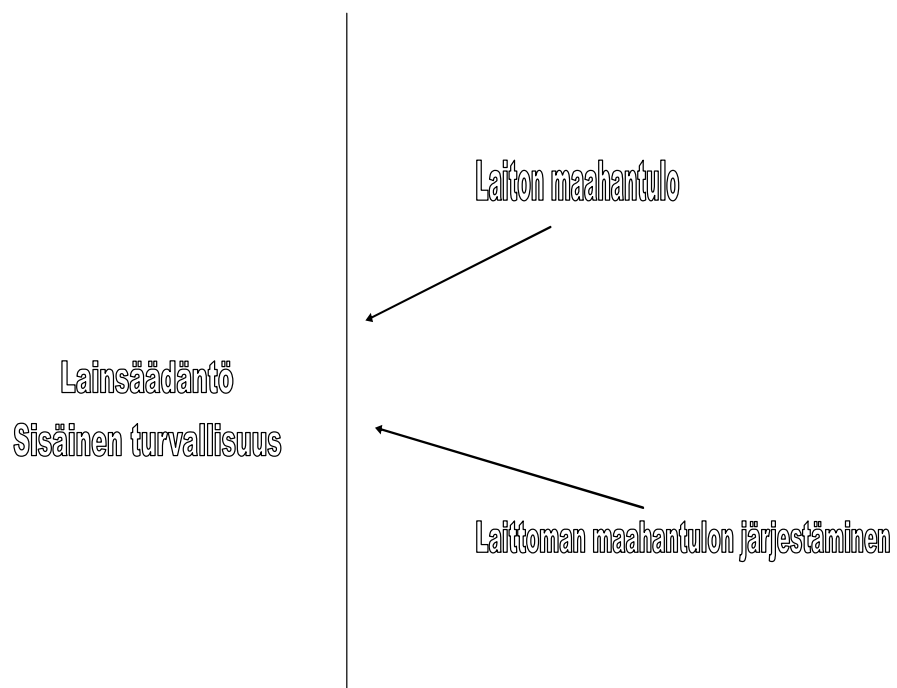 Laiton maahantulo
Lainsäädäntö
Sisäinen turvallisuus
Laittoman maahantulon järjestäminen